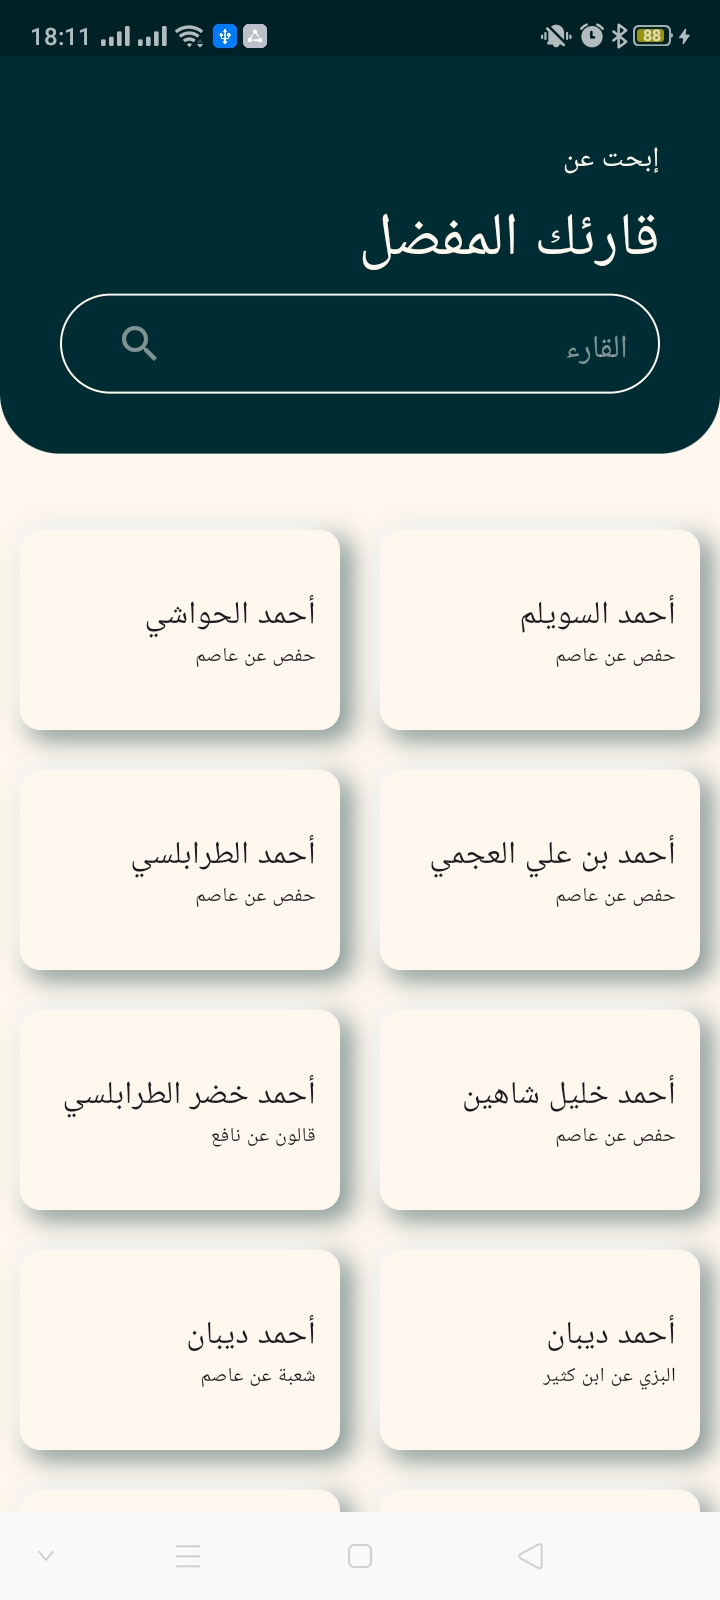 18:11
88
إبحت عن
قارئك المفضل
القارء
أحمد السويلم
حفص عن عاصم
أحمد الحواشي
حفص عن عاصم
أحمد بن علي العجمي
حفص عن عاصم
أحمد الطرابلسي
حفص عن عاصم
أحمد خليل شاهين
حفص عن عاصم
أحمد خضر الطرابلسي
قالون عن نافع
أحمد ديبان
البزي عن ابن كثير
أحمد ديبان
شعبة عن عاصم